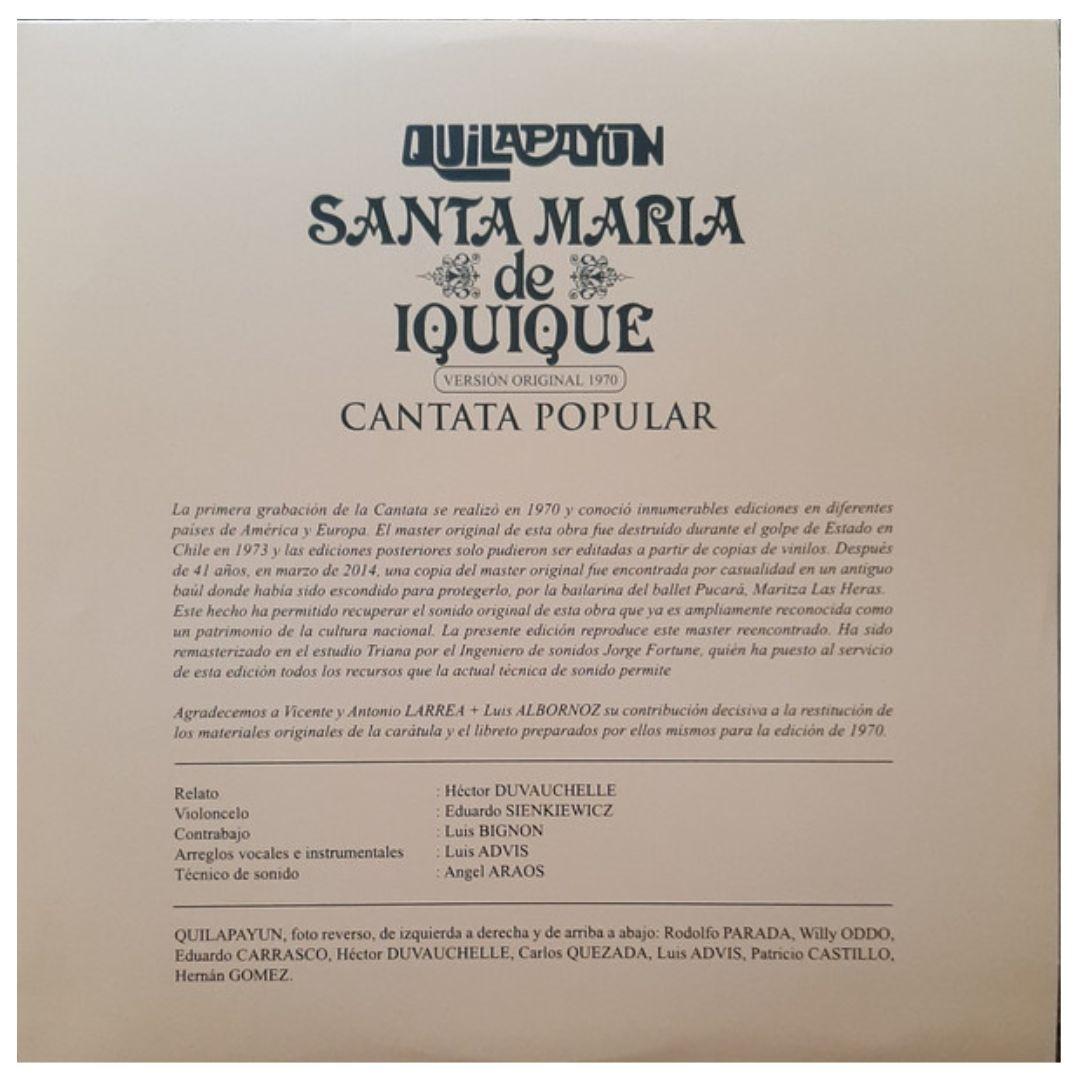 QUILAPAYUN
SANTA MARIA
de
IQUIQUE
VERSIÓN ORIGINAL 1970
CANTATA POPULAR
La primera grabación de la Cantata se realizó en 1970 y conoció innumerables ediciones en diferentes
países de América y Europa. El master original de esta obra fue destruído durante el golpe de Estado en
Chile en 1973 y las ediciones posteriores solo pudieron ser editadas a partir de copias de vinilos. Después
de 41 años, en marzo de 2014, una copia del master original fue encontrada por casualidad en un antiguo
baúl donde había sido escondido para protegerlo, por la bailarina del ballet Pucará, Maritza Las Heras.
Este hecho ha permitido recuperar el sonido original de esta obra que ya es ampliamente reconocida como
un patrimonio de la cultura nacional. La presente edición reproduce este master reencontrado. Ha sido
remasterizado en el estudio Triana por el Ingeniero de sonidos Jorge Fortune, quién ha puesto al servicio
de esta edición todos los recursos que la actual técnica de sonido permite
Agradecemos a Vicente y Antonio LARREA + Luis ALBORNOZ su contribución decisiva a la restitución de
los materiales originales de la carátula y el libreto preparados por ellos mismos para la edición de 1970.
Relato : Héctor DUVAUCHELLE
Violoncelo : Eduardo SIENKIEWICZ
Contrabajo : Luis BIGNON
Arreglos vocales e instrumentales : Luis ADVIS
Técnico de sonido : Angel ARAOS
QUILAPAYUN, foto reverso, de izquierda a derecha y de arriba a abajo: Rodolfo PARADA, Willy ODDO,
Eduardo CARRASCO, Héctor DUVAUCHELLE, Carlos QUEZADA, Luis ADVIS, Patricio CASTILLO,
Hernán GOMEZ.